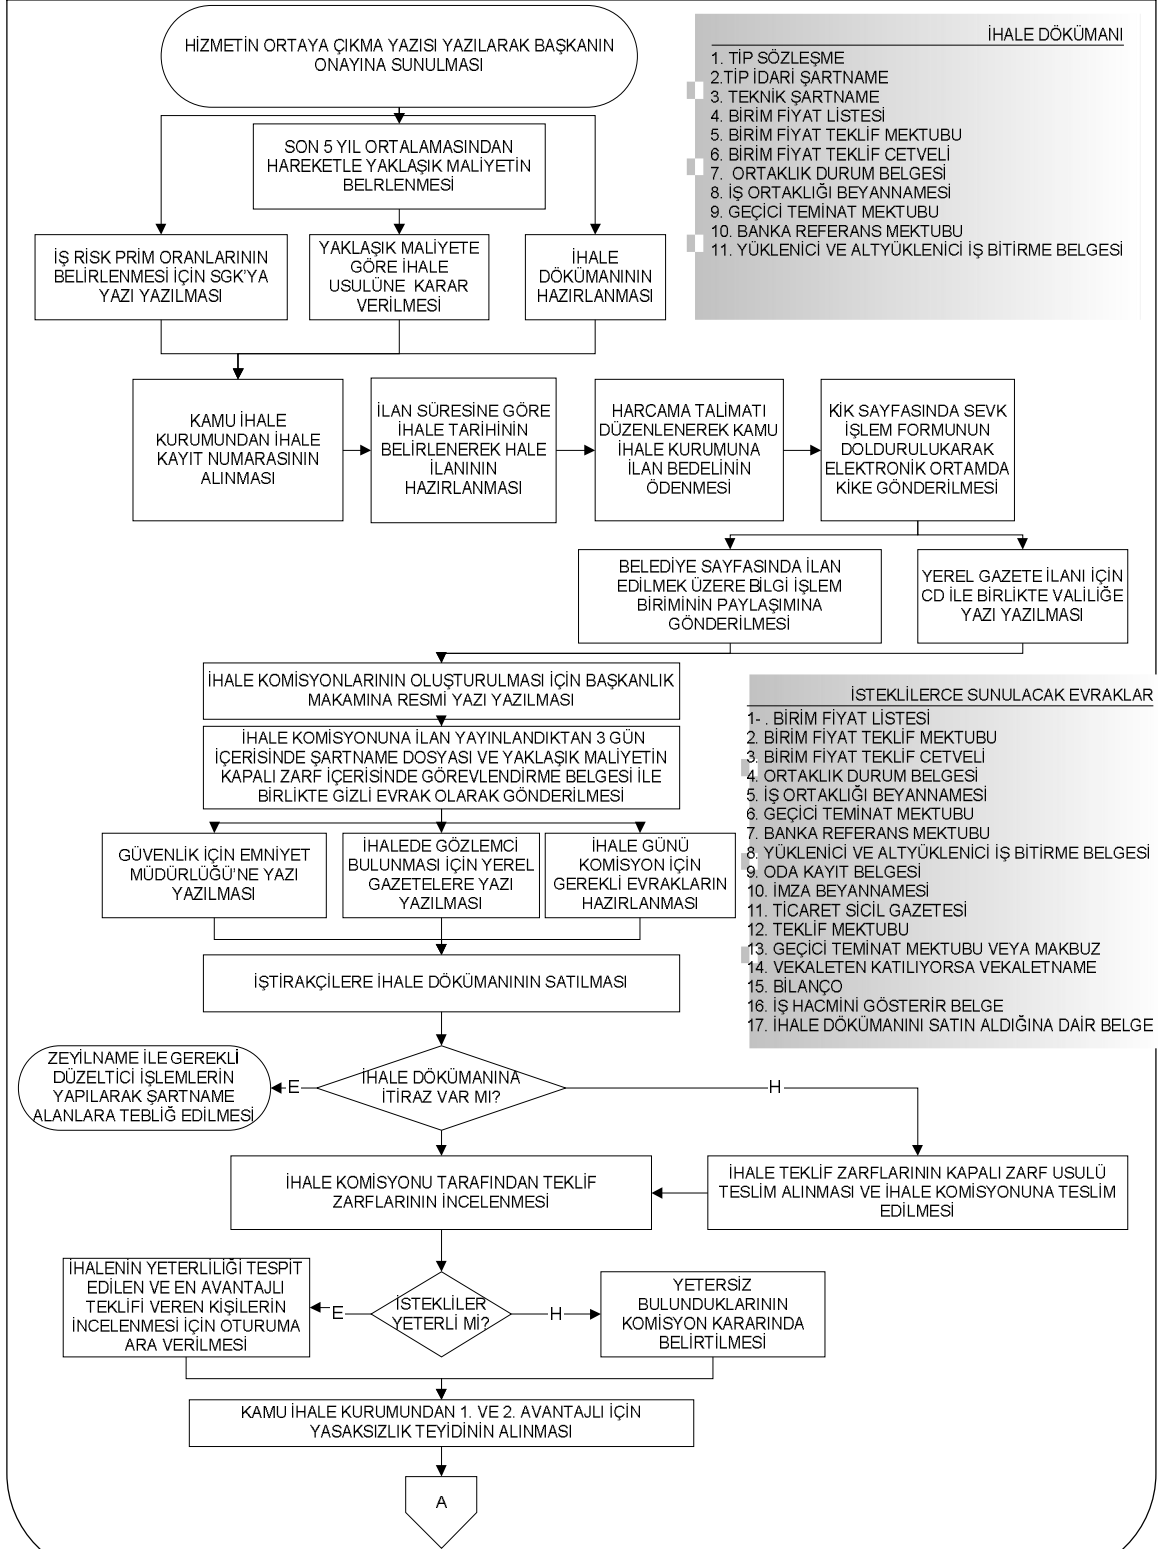 HİZMETİN ORTAYA ÇIKMA YAZISI YAZILARAK BAŞKANIN
ONAYINA SUNULMASI
İHALE DÖKÜMANI
1. TİP SÖZLEŞME
2.TİP İDARİ ŞARTNAME
3. TEKNİK ŞARTNAME
4. BİRİM FİYAT LİSTESİ
5. BİRİM FİYAT TEKLİF MEKTUBU
6. BİRİM FİYAT TEKLİF CETVELİ
7. ORTAKLIK DURUM BELGESİ
8. İŞ ORTAKLIĞI BEYANNAMESİ
9. GEÇİCİ TEMİNAT MEKTUBU
10. BANKA REFERANS MEKTUBU
11. YÜKLENİCİ VE ALTYÜKLENİCİ İŞ BİTİRME BELGESİ
SON 5 YIL ORTALAMASINDAN
HAREKETLE YAKLAŞIK MALİYETİN
BELRLENMESİ
İŞ RİSK PRİM ORANLARININ
BELİRLENMESİ İÇİN SGK'YA
YAZI YAZILMASI
YAKLAŞIK MALİYETE
GÖRE İHALE
USULÜNE KARAR
VERİLMESİ
İHALE
DÖKÜMANININ
HAZIRLANMASI
KAMU İHALE
KURUMUNDAN İHALE
KAYIT NUMARASININ
ALINMASI
İLAN SÜRESİNE GÖRE
İHALE TARİHİNİN
BELİRLENEREK HALE
İLANININ
HAZIRLANMASI
HARCAMA TALİMATI
DÜZENLENEREK KAMU
İHALE KURUMUNA
İLAN BEDELİNİN
ÖDENMESİ
KİK SAYFASINDA SEVK
İŞLEM FORMUNUN
DOLDURULUKARAK
ELEKTRONİK ORTAMDA
KİKE GÖNDERİLMESİ
BELEDİYE SAYFASINDA İLAN
EDİLMEK ÜZERE BİLGİ İŞLEM
BİRİMİNİN PAYLAŞIMINA
GÖNDERİLMESİ
YEREL GAZETE İLANI İÇİN
CD İLE BİRLİKTE VALİLİĞE
YAZI YAZILMASI
İHALE KOMİSYONLARININ OLUŞTURULMASI İÇİN BAŞKANLIK
MAKAMINA RESMİ YAZI YAZILMASI
İHALE KOMİSYONUNA İLAN YAYINLANDIKTAN 3 GÜN
İÇERİSİNDE ŞARTNAME DOSYASI VE YAKLAŞIK MALİYETİN
KAPALI ZARF İÇERİSİNDE GÖREVLENDİRME BELGESİ İLE
BİRLİKTE GİZLİ EVRAK OLARAK GÖNDERİLMESİ
İSTEKLİLERCE SUNULACAK EVRAKLAR
1- . BİRİM FİYAT LİSTESİ
2. BİRİM FİYAT TEKLİF MEKTUBU
3. BİRİM FİYAT TEKLİF CETVELİ
4. ORTAKLIK DURUM BELGESİ
5. İŞ ORTAKLIĞI BEYANNAMESİ
6. GEÇİCİ TEMİNAT MEKTUBU
7. BANKA REFERANS MEKTUBU
8. YÜKLENİCİ VE ALTYÜKLENİCİ İŞ BİTİRME BELGESİ
9. ODA KAYIT BELGESİ
10. İMZA BEYANNAMESİ
11. TİCARET SİCİL GAZETESİ
12. TEKLİF MEKTUBU
13. GEÇİCİ TEMİNAT MEKTUBU VEYA MAKBUZ
14. VEKALETEN KATILIYORSA VEKALETNAME
15. BİLANÇO
16. İŞ HACMİNİ GÖSTERİR BELGE
17. İHALE DÖKÜMANINI SATIN ALDIĞINA DAİR BELGE
GÜVENLİK İÇİN EMNİYET
MÜDÜRLÜĞÜ'NE YAZI
YAZILMASI
İHALEDE GÖZLEMCİ
BULUNMASI İÇİN YEREL
GAZETELERE YAZI
YAZILMASI
İHALE GÜNÜ
KOMİSYON İÇİN
GEREKLİ EVRAKLARIN
HAZIRLANMASI
İŞTİRAKÇİLERE İHALE DÖKÜMANININ SATILMASI
ZEYİLNAME İLE GEREKLİ
DÜZELTİCİ İŞLEMLERİN
YAPILARAK ŞARTNAME
ALANLARA TEBLİĞ EDİLMESİ
E
İHALE DÖKÜMANINA
İTİRAZ VAR MI?
H
İHALE KOMİSYONU TARAFINDAN TEKLİF
ZARFLARININ İNCELENMESİ
İHALE TEKLİF ZARFLARININ KAPALI ZARF USULÜ
TESLİM ALINMASI VE İHALE KOMİSYONUNA TESLİM
EDİLMESİ
İHALENİN YETERLİLİĞİ TESPİT
EDİLEN VE EN AVANTAJLI
TEKLİFİ VEREN KİŞİLERİN
İNCELENMESİ İÇİN OTURUMA
ARA VERİLMESİ
E
İSTEKLİLER
YETERLİ Mİ?
H
YETERSİZ
BULUNDUKLARININ
KOMİSYON KARARINDA
BELİRTİLMESİ
KAMU İHALE KURUMUNDAN 1. VE 2. AVANTAJLI İÇİN
YASAKSIZLIK TEYİDİNİN ALINMASI
A